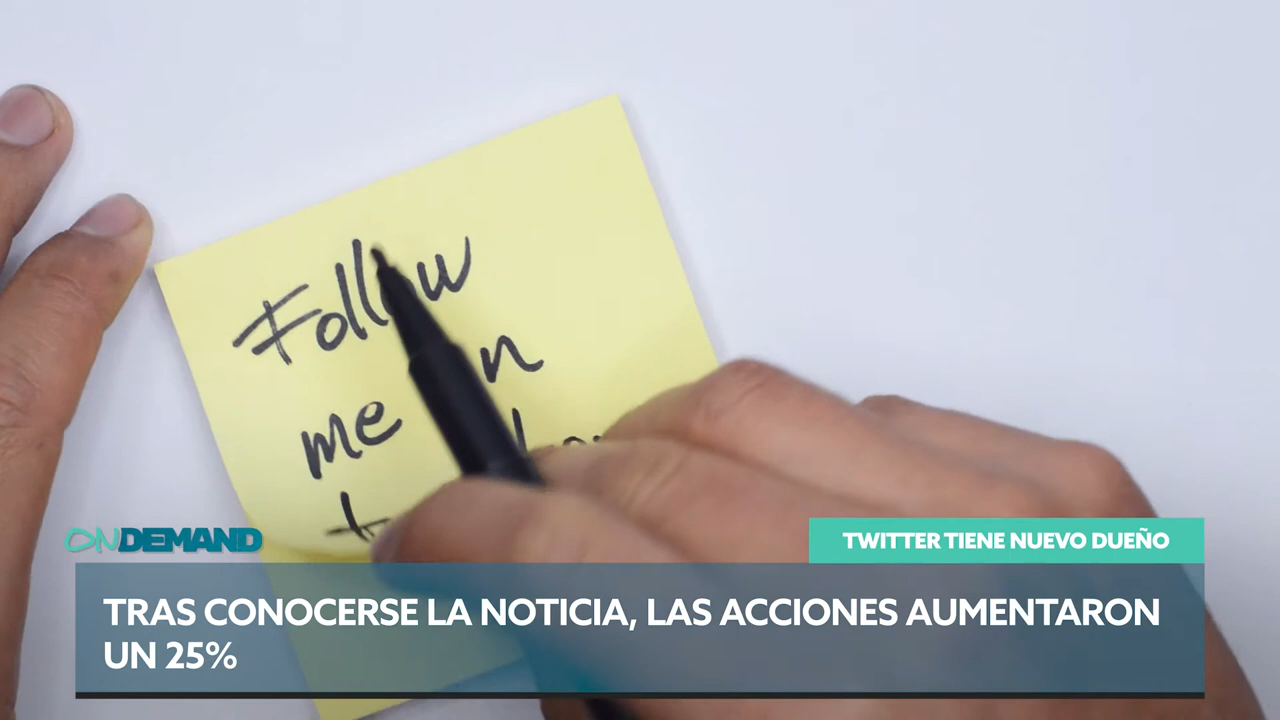 Follow
me
ONDEMAND
TWITTER TIENE NUEVO DUEÑO
TRAS CONOCERSE LA NOTICIA, LAS ACCIONES AUMENTARON
UN 25%